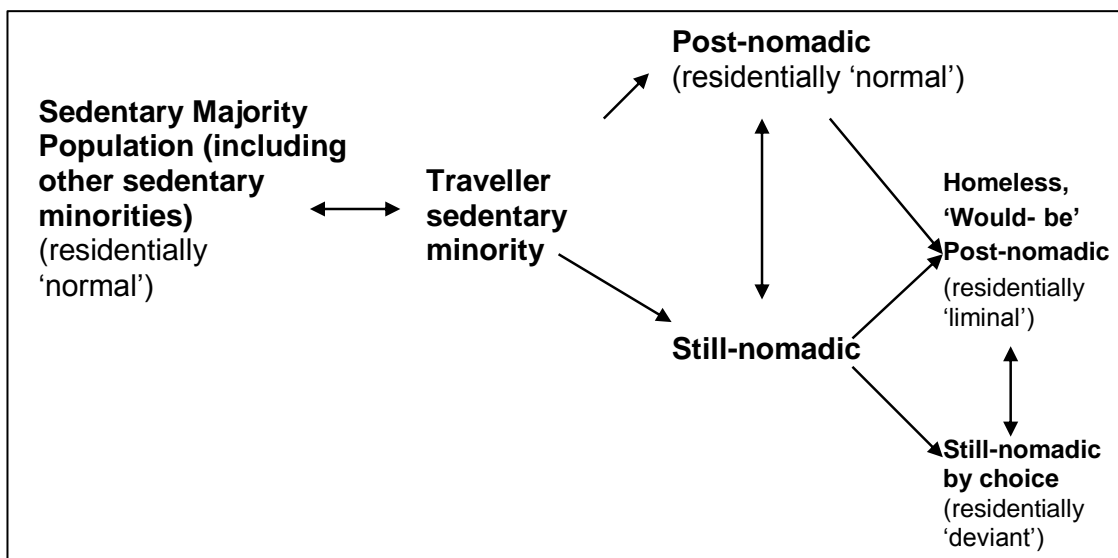 Sedentary Majority
Population (including
other sedentary
minorities)
(residentially
‘normal’)
Traveller
sedentary
minority
Post-nomadic
(residentially ‘normal’)
Still-nomadic
Homeless,
‘Would- be’
Post-nomadic
(residentially
‘liminal’)
Still-nomadic
by choice
(residentially
‘deviant’)